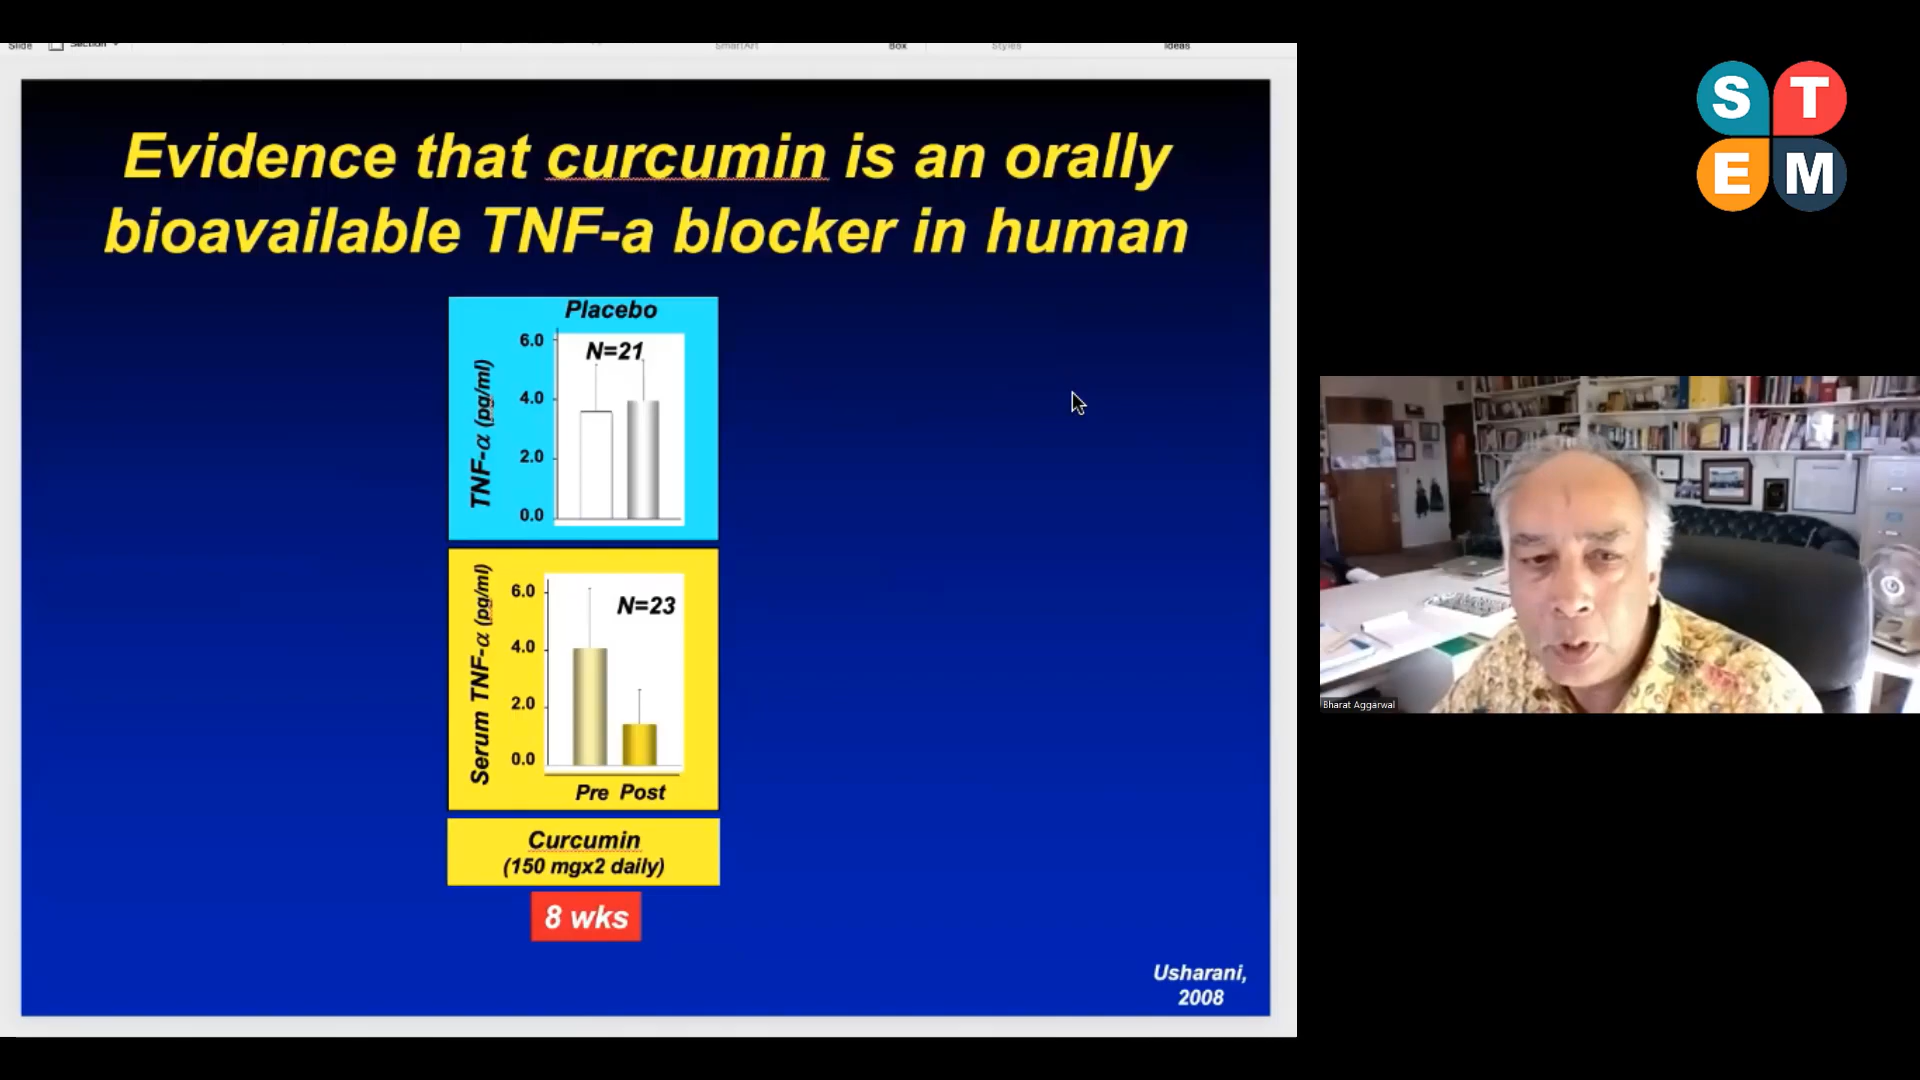 Slide
Section
SmartArt
Box
Styles
Ideas
Evidence that curcumin is an orally
bioavailable TNF-a blocker in human
Placebo
N=21
TNF-α (pg/ml)
6.0
4.0
2.0
0.0
N=23
Serum TNF-α (pg/ml)
6.0
4.0
2.0
0.0
Pre Post
Curcumin
(150 mgx2 daily)
8 wks
Usharani,
2008
S T
E M
Bharat Aggarwal